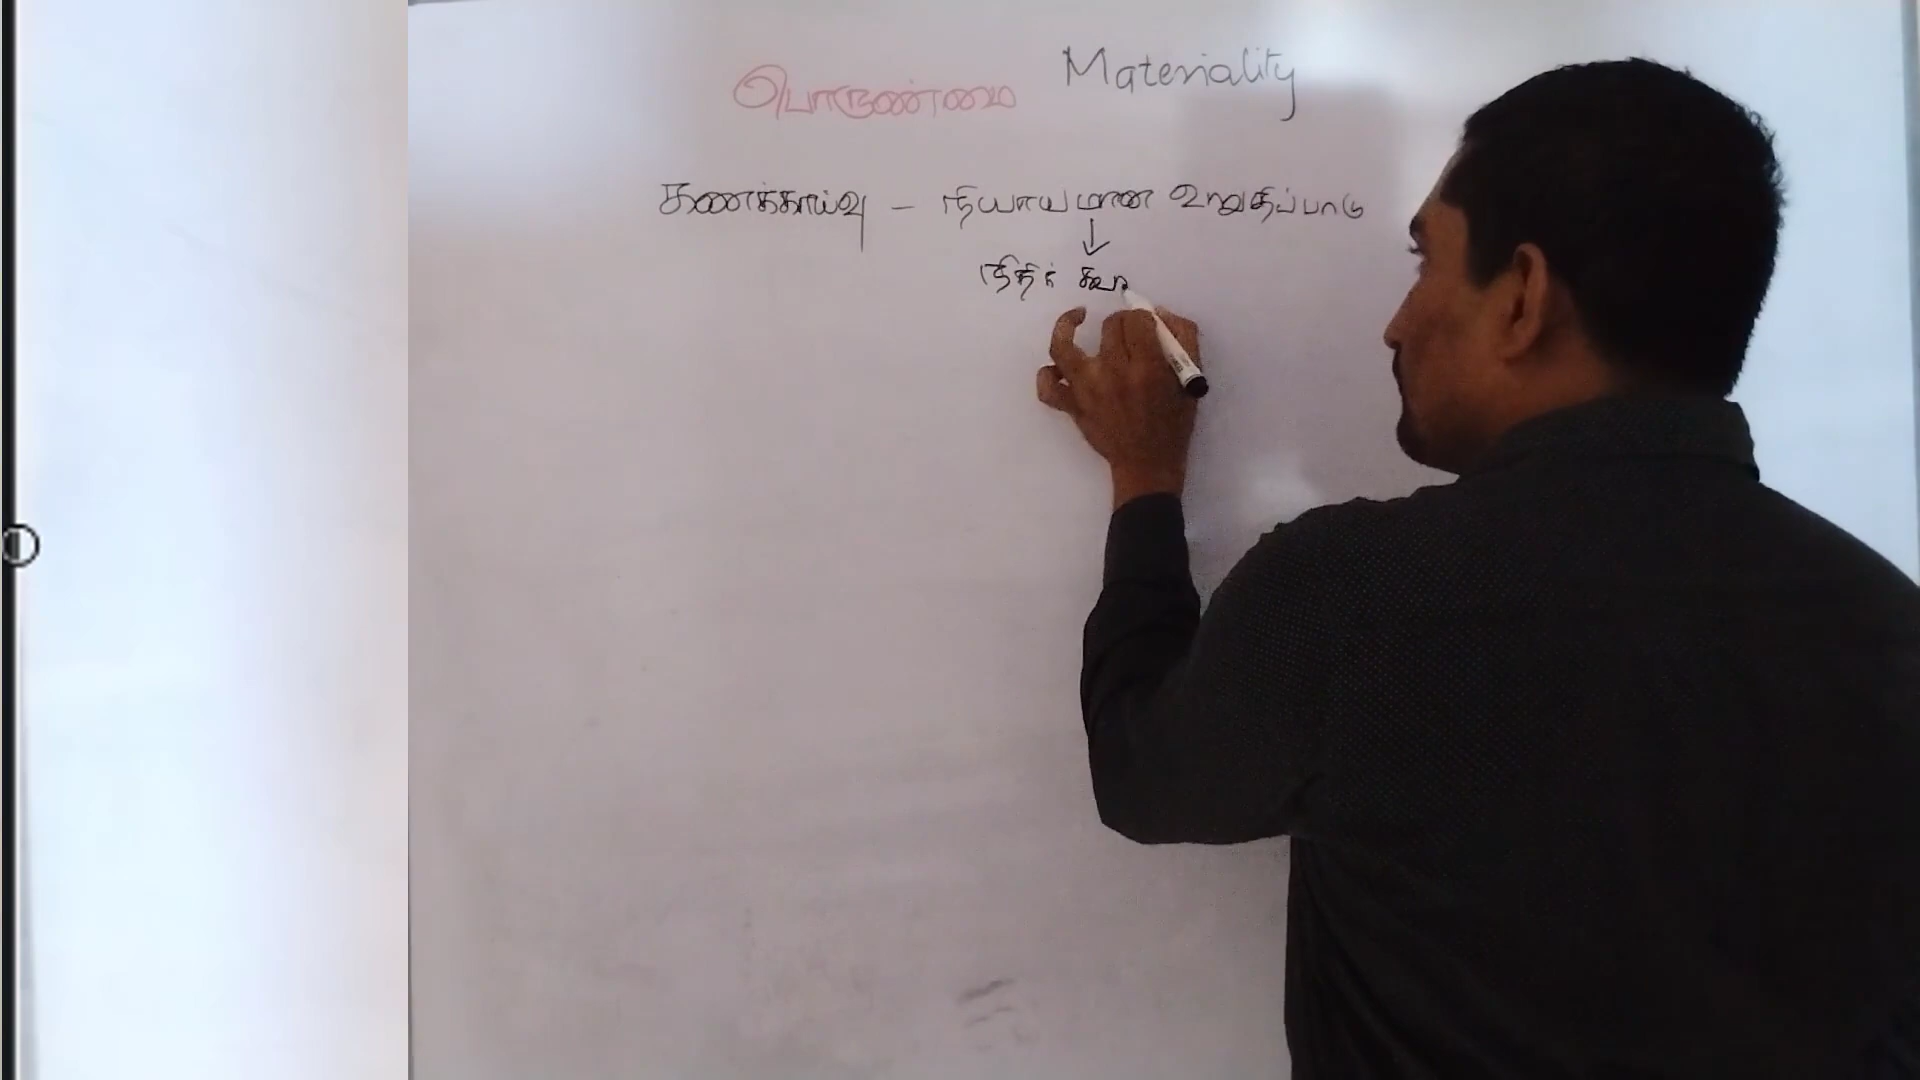 பொருண்மை Materiality
கணக்காய்வு – நியாயமான உறுதிப்பாடு
↓
நிதிக் கூற